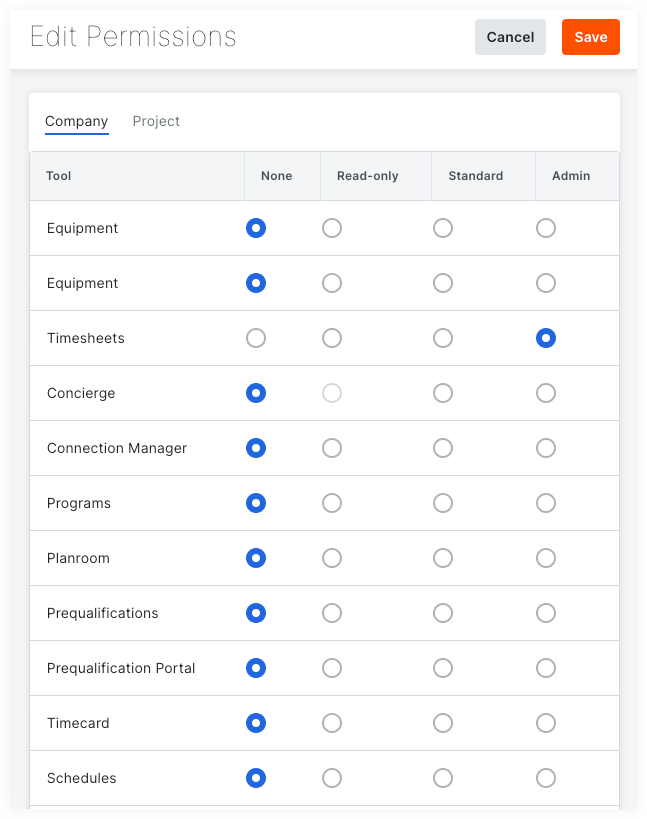 Edit Permissions
Cancel
Save
Company
Project
Tool
None
Read-only
Standard
Admin
Equipment
Equipment
Timesheets
Concierge
Connection Manager
Programs
Planroom
Prequalifications
Prequalification Portal
Timecard
Schedules